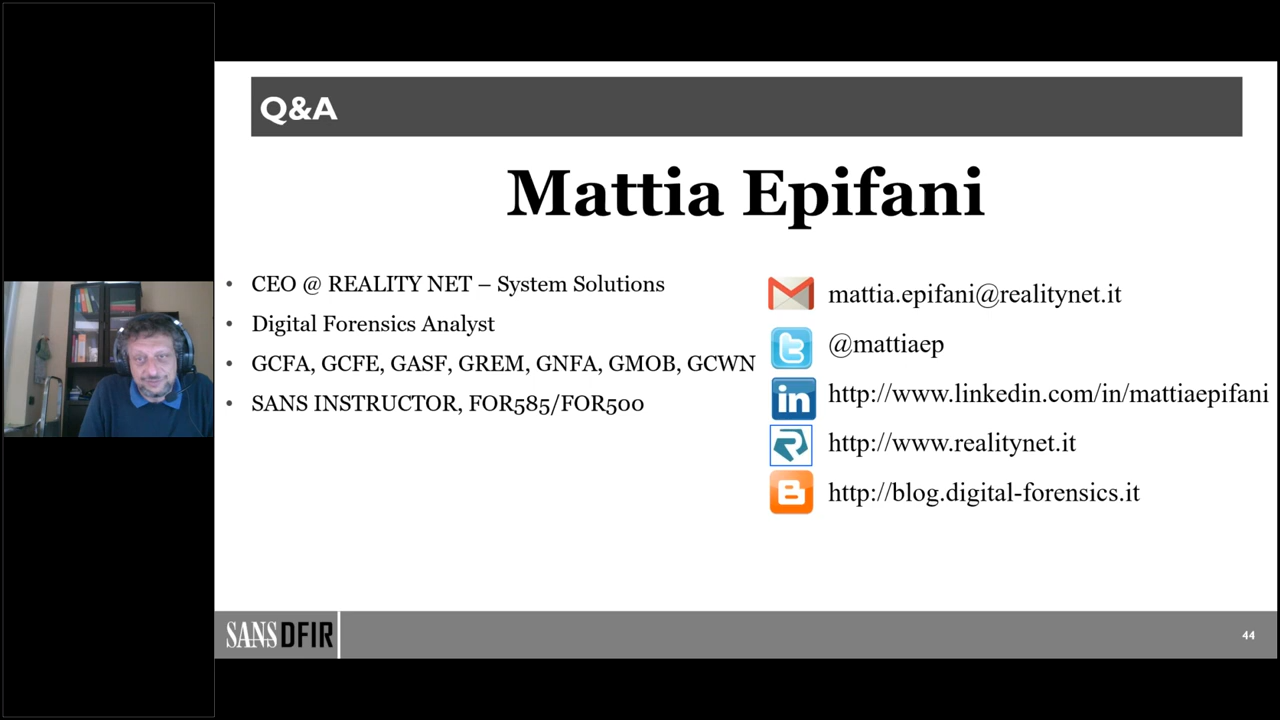 Q&A
Mattia Epifani
• CEO @ REALITY NET – System Solutions
• Digital Forensics Analyst
• GCFA, GCFE, GASF, GREM, GNFA, GMOB, GCWN
• SANS INSTRUCTOR, FOR585/FOR500
mattia.epifani@realitynet.it
@mattiaep
http://www.linkedin.com/in/mattiaepifani
http://www.realitynet.it
http://blog.digital-forensics.it
SANS DFIR
44